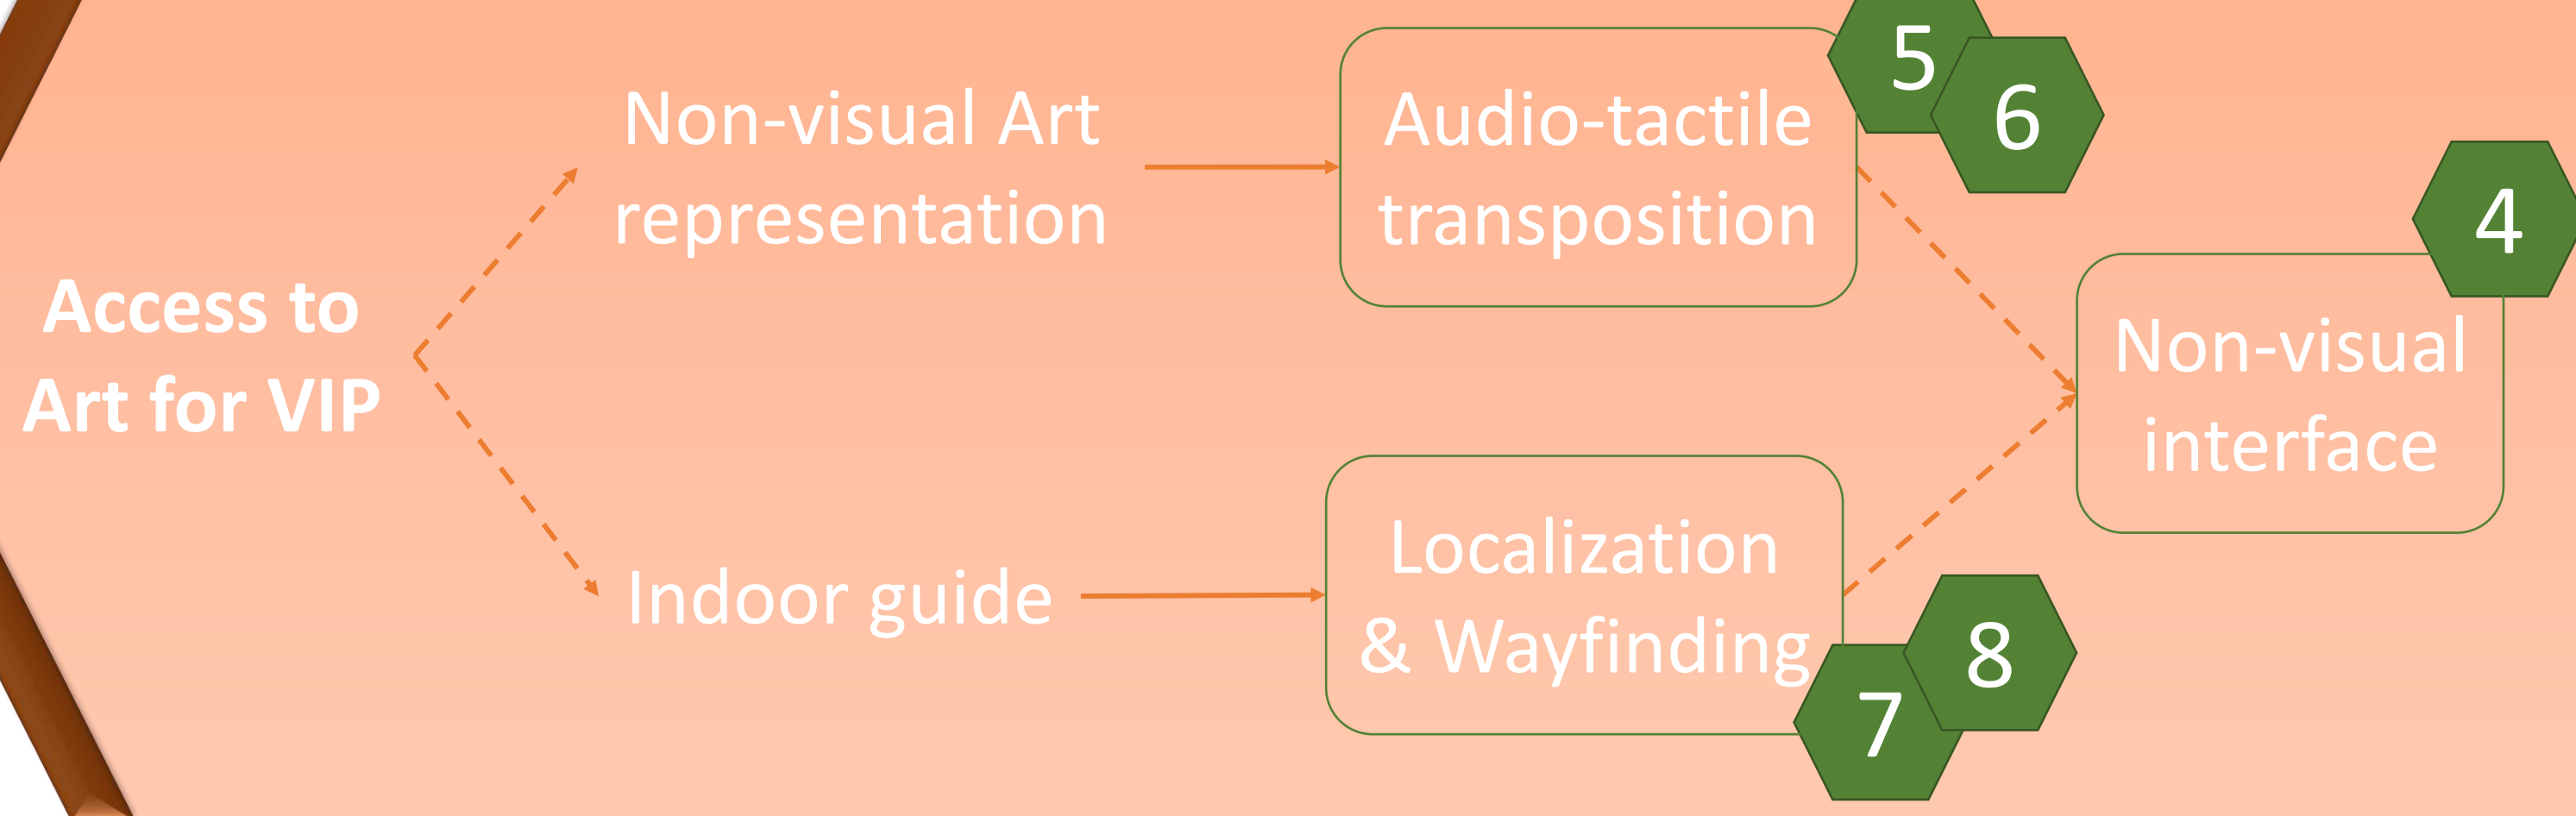 Access to
Art for VIP
Non-visual Art
representation
Audio-tactile
transposition
5
6
Indoor guide
Localization
& Wayfinding
7
8
Non-visual
interface
4